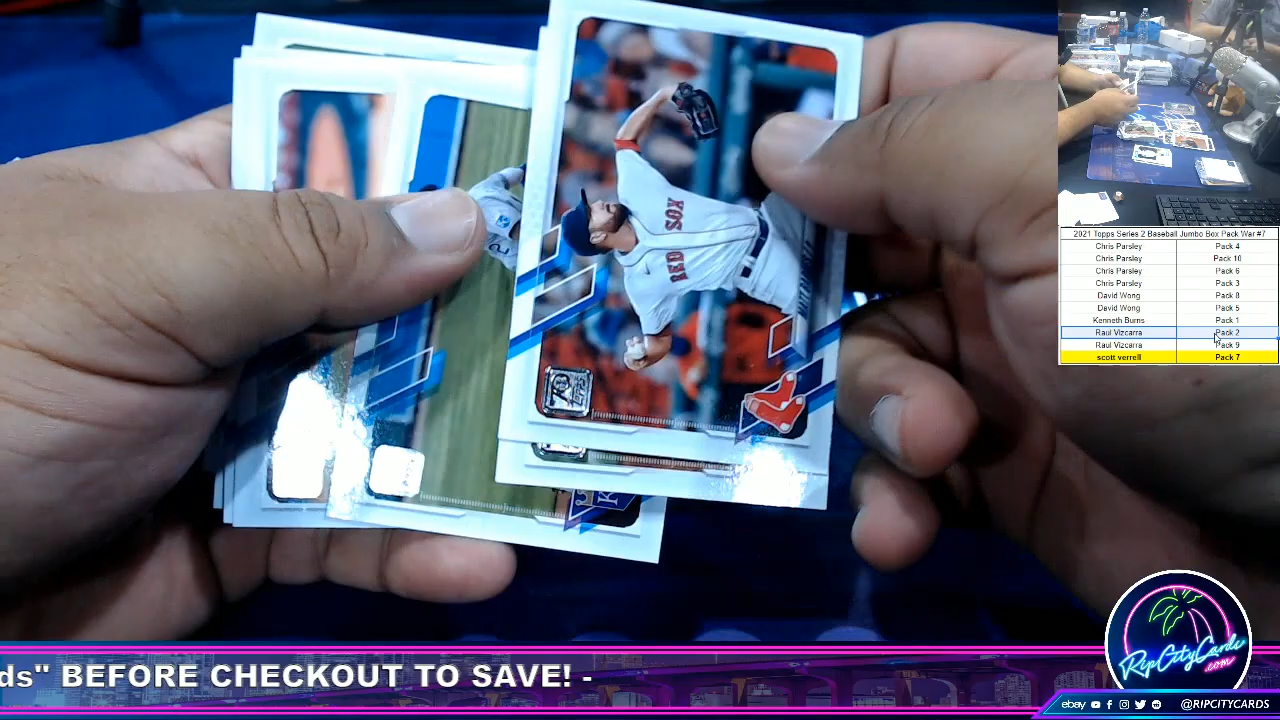 RED SOX
70
2021 Topps Series 2 Baseball Jumbo Box Pack War #7
Chris Parsley Pack 4
Chris Parsley Pack 10
Chris Parsley Pack 6
Chris Parsley Pack 3
David Wong Pack 8
David Wong Pack 5
Kenneth Burns Pack 1
Raul Vizcarra Pack 2
Raul Vizcarra Pack 9
scott verrell Pack 7
ds" BEFORE CHECKOUT TO SAVE! -
RipCityCards
.com
ebay @RIPCITYCARDS